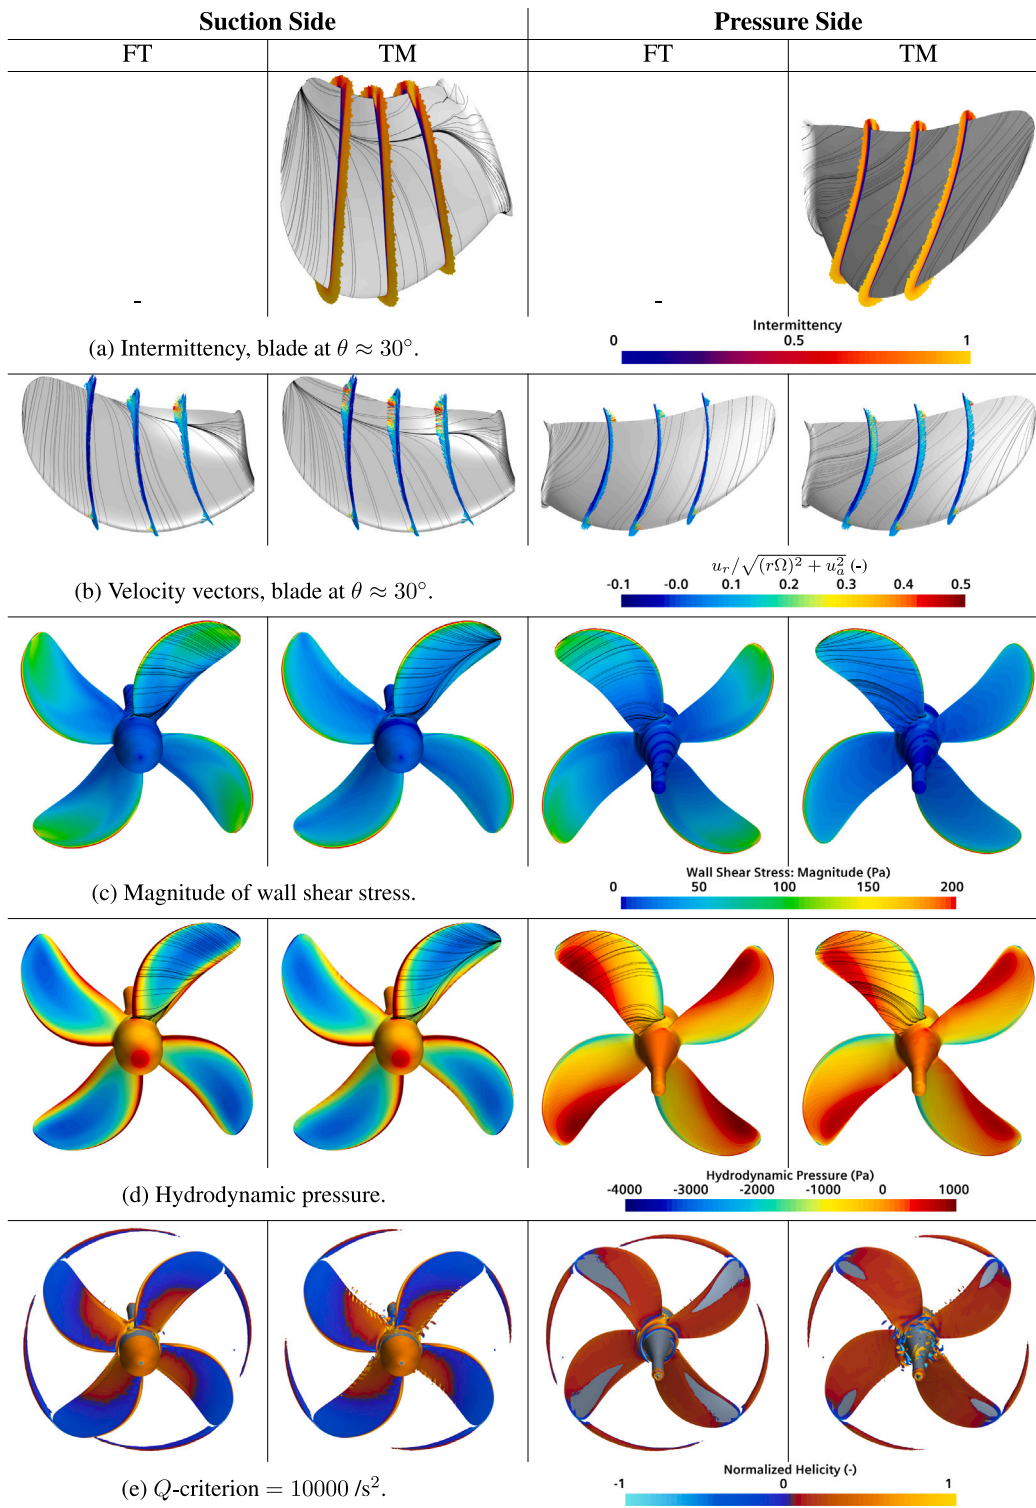 Suction Side
Pressure Side
FT
TM
FT
TM
-
-
(a) Intermittency, blade at θ ≈ 30°.
Intermittency
0 0.5 1
(b) Velocity vectors, blade at θ ≈ 30°.
u_r/√((rΩ)² + u_a²) (-)
-0.1 -0.0 0.1 0.2 0.3 0.4 0.5
(c) Magnitude of wall shear stress.
Wall Shear Stress: Magnitude (Pa)
0 50 100 150 200
(d) Hydrodynamic pressure.
Hydrodynamic Pressure (Pa)
-4000 -3000 -2000 -1000 0 1000
(e) Q-criterion = 10000 /s².
Normalized Helicity (-)
-1 0 1